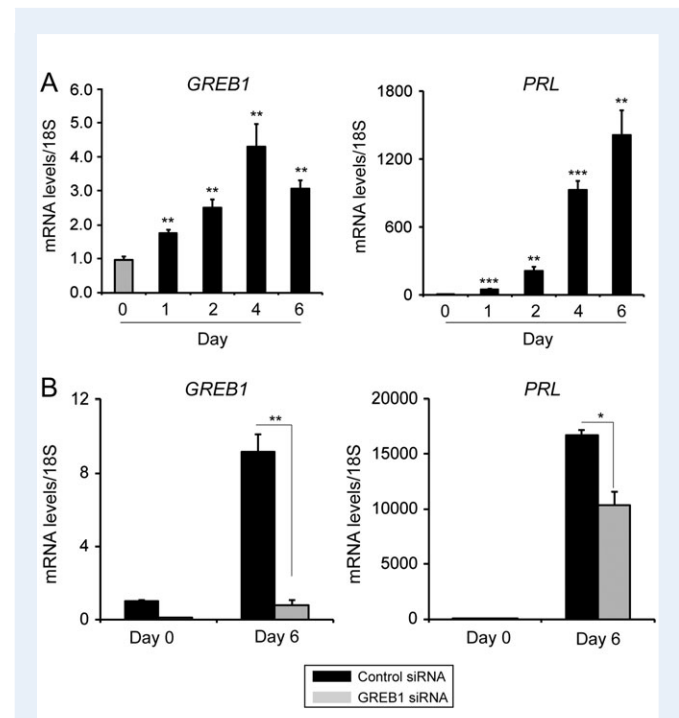 A
GREB1
PRL
mRNA levels/18S
6.0
5.0
4.0
3.0
2.0
1.0
0.0
**
**
**
**
0 1 2 4 6
Day
mRNA levels/18S
1800
1200
600
0
***
**
***
**
0 1 2 4 6
Day
B
GREB1
PRL
mRNA levels/18S
12
8
4
0
**
Day 0 Day 6
mRNA levels/18S
20000
15000
10000
5000
0
*
Day 0 Day 6
Control siRNA
GREB1 siRNA